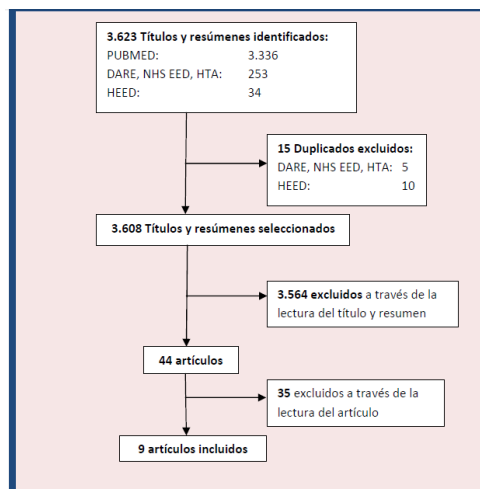 3.623 Títulos y resúmenes identificados:
PUBMED: 3.336
DARE, NHS EED, HTA: 253
HEED: 34
15 Duplicados excluidos:
DARE, NHS EED, HTA: 5
HEED: 10
3.608 Títulos y resúmenes seleccionados
3.564 excluidos a través de la
lectura del título y resumen
44 artículos
35 excluidos a través de la
lectura del artículo
9 artículos incluidos